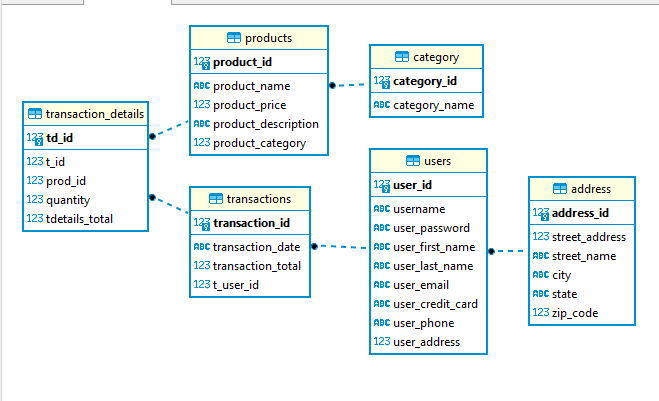 products
product_id
ABC product_name
123 product_price
ABC product_description
123 product_category
category
123 category_id
ABC category_name
transaction_details
123 td_id
123 t_id
123 prod_id
123 quantity
123 tdetails_total
transactions
123 transaction_id
ABC transaction_date
123 transaction_total
123 t_user_id
users
123 user_id
ABC username
ABC user_password
ABC user_first_name
ABC user_last_name
ABC user_email
ABC user_credit_card
ABC user_phone
123 user_address
address
123 address_id
123 street_address
ABC street_name
ABC city
ABC state
123 zip_code